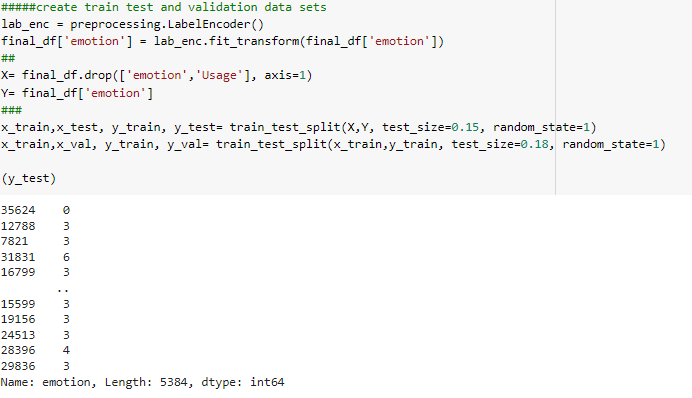 #####create train test and validation data sets
lab_enc = preprocessing.LabelEncoder()
final_df['emotion'] = lab_enc.fit_transform(final_df['emotion'])
##
X= final_df.drop(['emotion','Usage'], axis=1)
Y= final_df['emotion']
###
x_train,x_test, y_train, y_test= train_test_split(X,Y, test_size=0.15, random_state=1)
x_train,x_val, y_train, y_val= train_test_split(x_train,y_train, test_size=0.18, random_state=1)
(y_test)
35624    0
12788    3
7821     3
31831    6
16799    3
..
15599    3
19156    3
24513    3
28396    4
29836    3
Name: emotion, Length: 5384, dtype: int64